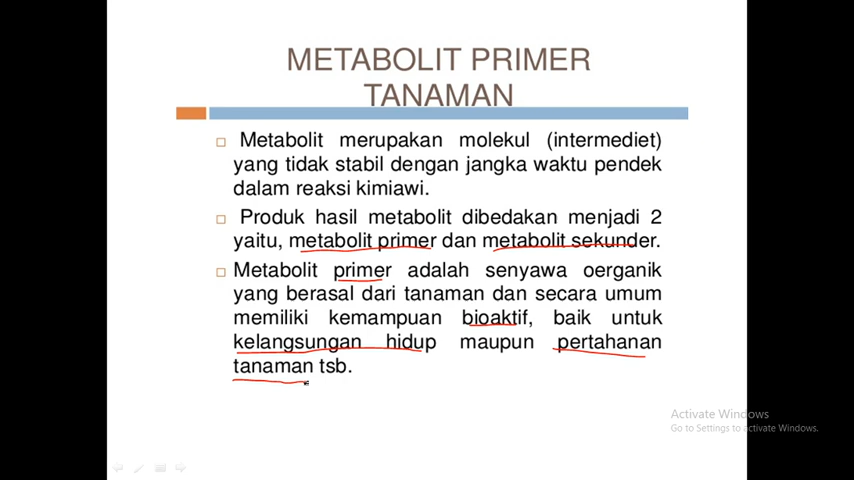 METABOLIT PRIMER
TANAMAN
Metabolit merupakan molekul (intermediet)
yang tidak stabil dengan jangka waktu pendek
dalam reaksi kimiawi.
Produk hasil metabolit dibedakan menjadi 2
yaitu, metabolit primer dan metabolit sekunder.
Metabolit primer adalah senyawa oerganik
yang berasal dari tanaman dan secara umum
memiliki kemampuan bioaktif, baik untuk
kelangsungan hidup maupun pertahanan
tanaman tsb.
Activate Windows
Go to Settings to activate Windows.